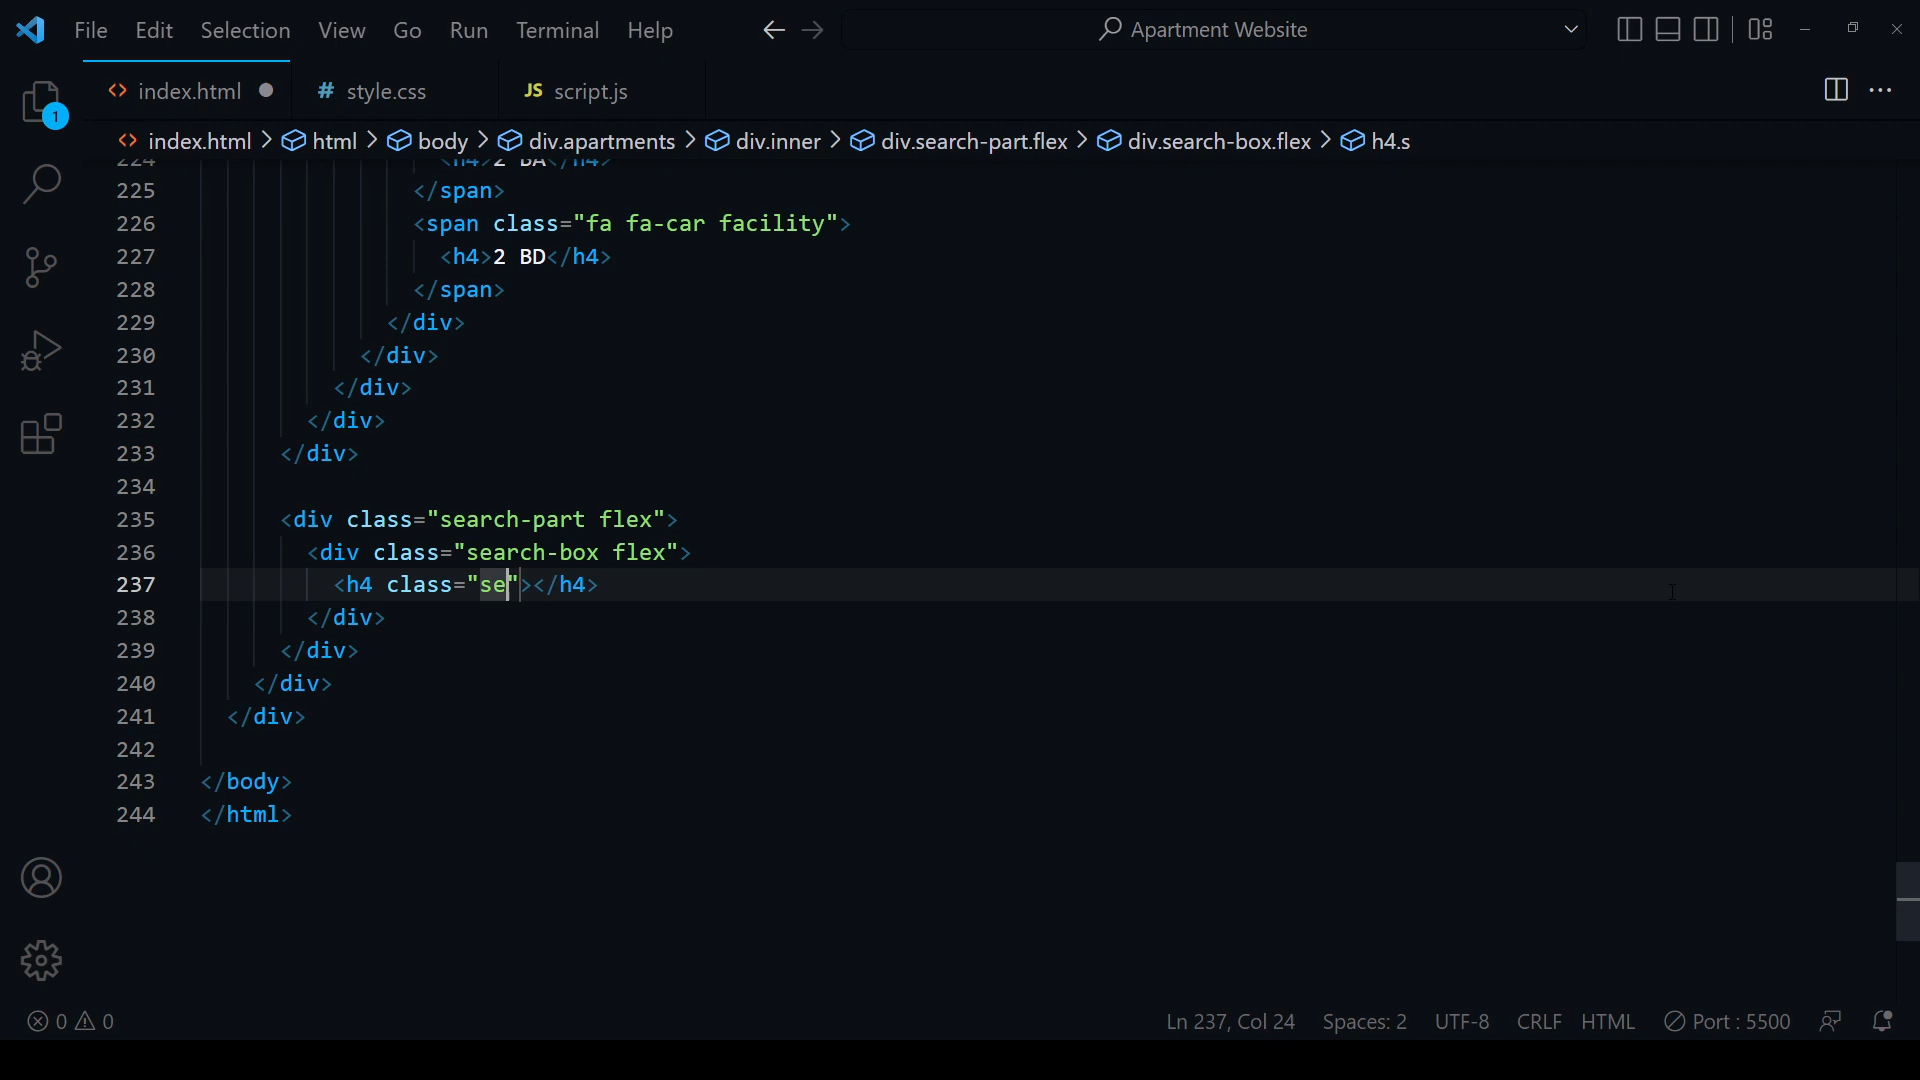 File Edit Selection View Go Run Terminal Help Apartment Website
index.html # style.css JS script.js
1
index.html > html > body > div.apartments > div.inner > div.search-part.flex > div.search-box.flex > h4.s
224 <h4>2 BA</h4>
225 </span>
226 <span class="fa fa-car facility">
227 <h4>2 BD</h4>
228 </span>
229 </div>
230 </div>
231 </div>
232 </div>
233 </div>
234
235 <div class="search-part flex">
236 <div class="search-box flex">
237 <h4 class="se"></h4>
238 </div>
239 </div>
240 </div>
241 </div>
242
243 </body>
244 </html>
0 0 Ln 237, Col 24 Spaces: 2 UTF-8 CRLF HTML Port : 5500